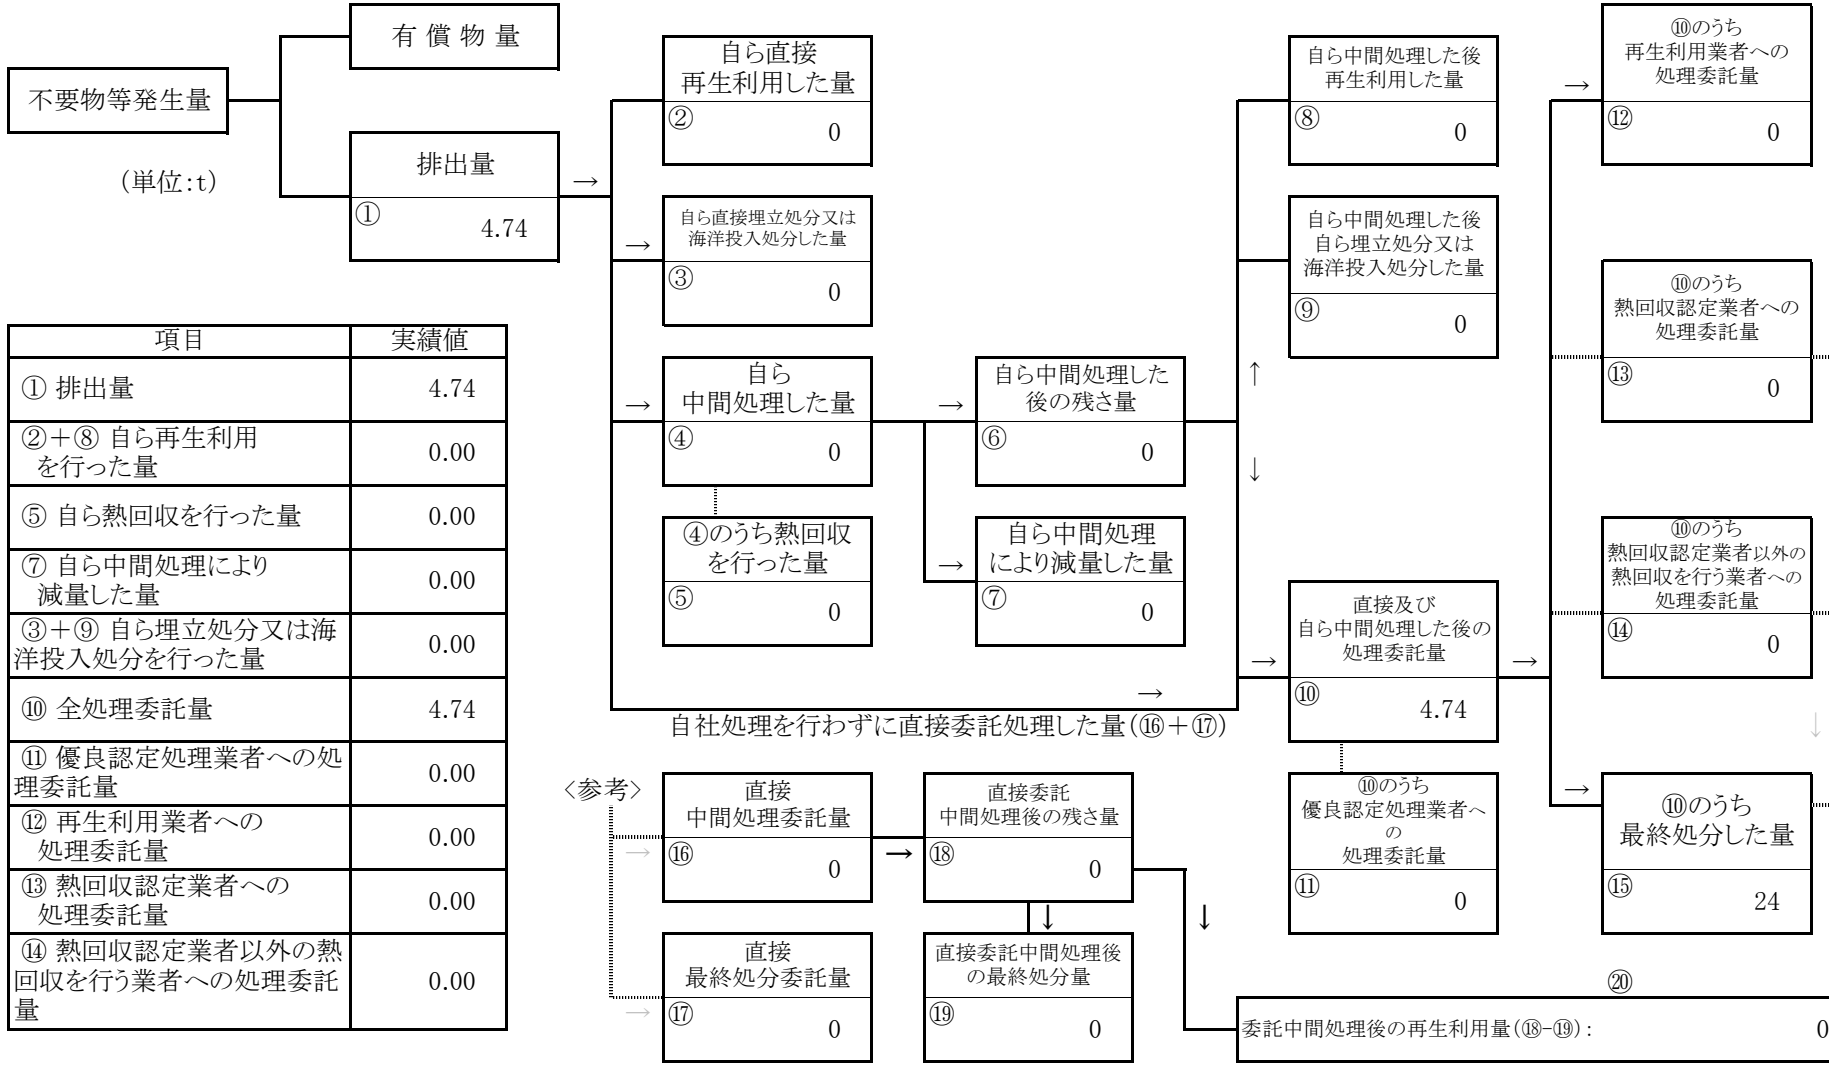 有 償 物 量
不要物等発生量
(単位:t)
排出量
①
4.74
→
自ら直接
再生利用した量
②
0
→
自ら直接埋立処分又は
海洋投入処分した量
③
0
→
自ら
中間処理した量
④
0
④のうち熱回収
を行った量
⑤
0
→
自ら中間処理した
後の残さ量
⑥
0
→
自ら中間処理
により減量した量
⑦
0
自ら中間処理した後
再生利用した量
⑧
0
自ら中間処理した後
自ら埋立処分又は
海洋投入処分した量
⑨
0
↑
↓
→
自社処理を行わずに直接委託処理した量(⑯+⑰)
→
直接及び
自ら中間処理した後の
処理委託量
⑩
4.74
⑩のうち
優良認定処理業者へ
の
処理委託量
⑪
0
→
→
⑩のうち
再生利用業者への
処理委託量
⑫
0
⑩のうち
熱回収認定業者への
処理委託量
⑬
0
⑩のうち
熱回収認定業者以外の
熱回収を行う業者への
処理委託量
⑭
0
↓
→
⑩のうち
最終処分した量
⑮
24
項目 実績値
① 排出量 4.74
②+⑧ 自ら再生利用
を行った量 0.00
⑤ 自ら熱回収を行った量 0.00
⑦ 自ら中間処理により
減量した量 0.00
③+⑨ 自ら埋立処分又は海
洋投入処分を行った量 0.00
⑩ 全処理委託量 4.74
⑪ 優良認定処理業者への処
理委託量 0.00
⑫ 再生利用業者への
処理委託量 0.00
⑬ 熱回収認定業者への
処理委託量 0.00
⑭ 熱回収認定業者以外の熱
回収を行う業者への処理委託
量 0.00
〈参考〉
→
直接
中間処理委託量
⑯
0
→
直接委託
中間処理後の残さ量
⑱
0
↓
↓
→
直接
最終処分委託量
⑰
0
直接委託中間処理後
の最終処分量
⑲
0
⑳
委託中間処理後の再生利用量(⑱-⑲): 0